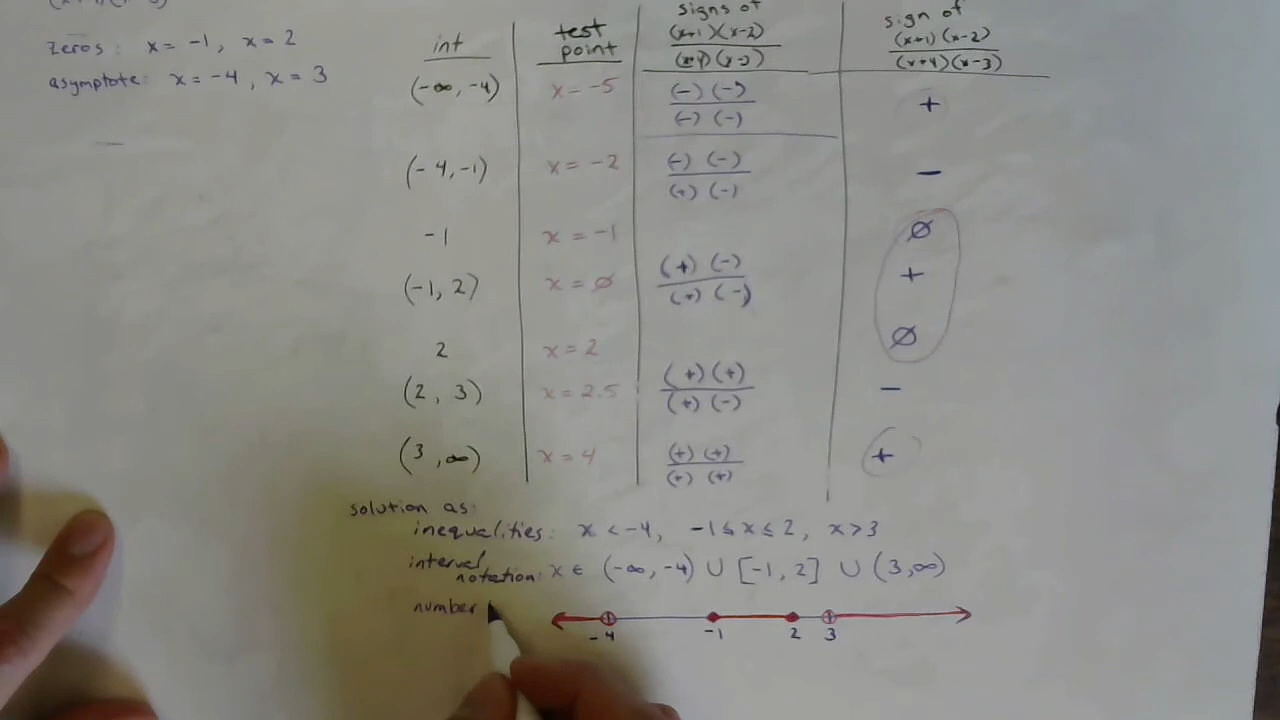 zeros: x = -1, x = 2
asymptote: x = -4, x = 3
int
test point
signs of (x+1)(x-2) / (x+4)(x-3)
sign of (x+1)(x-2) / (x+4)(x-3)
(-∞, -4) x = -5 (-)(-) / (-)(-) +
(-4, -1) x = -2 (-)(-) / (+)(-) -
-1 x = -1 Ø
(-1, 2) x = Ø (+)(-) / (+)(-) +
2 x = 2 Ø
(2, 3) x = 2.5 (+)(+) / (+)(-) -
(3, ∞) x = 4 (+)(+) / (+)(+) +
solution as:
inequalities: x < -4, -1 ≤ x ≤ 2, x > 3
interval notation: x ∈ (-∞, -4) ∪ [-1, 2] ∪ (3, ∞)
number
-4 -1 2 3